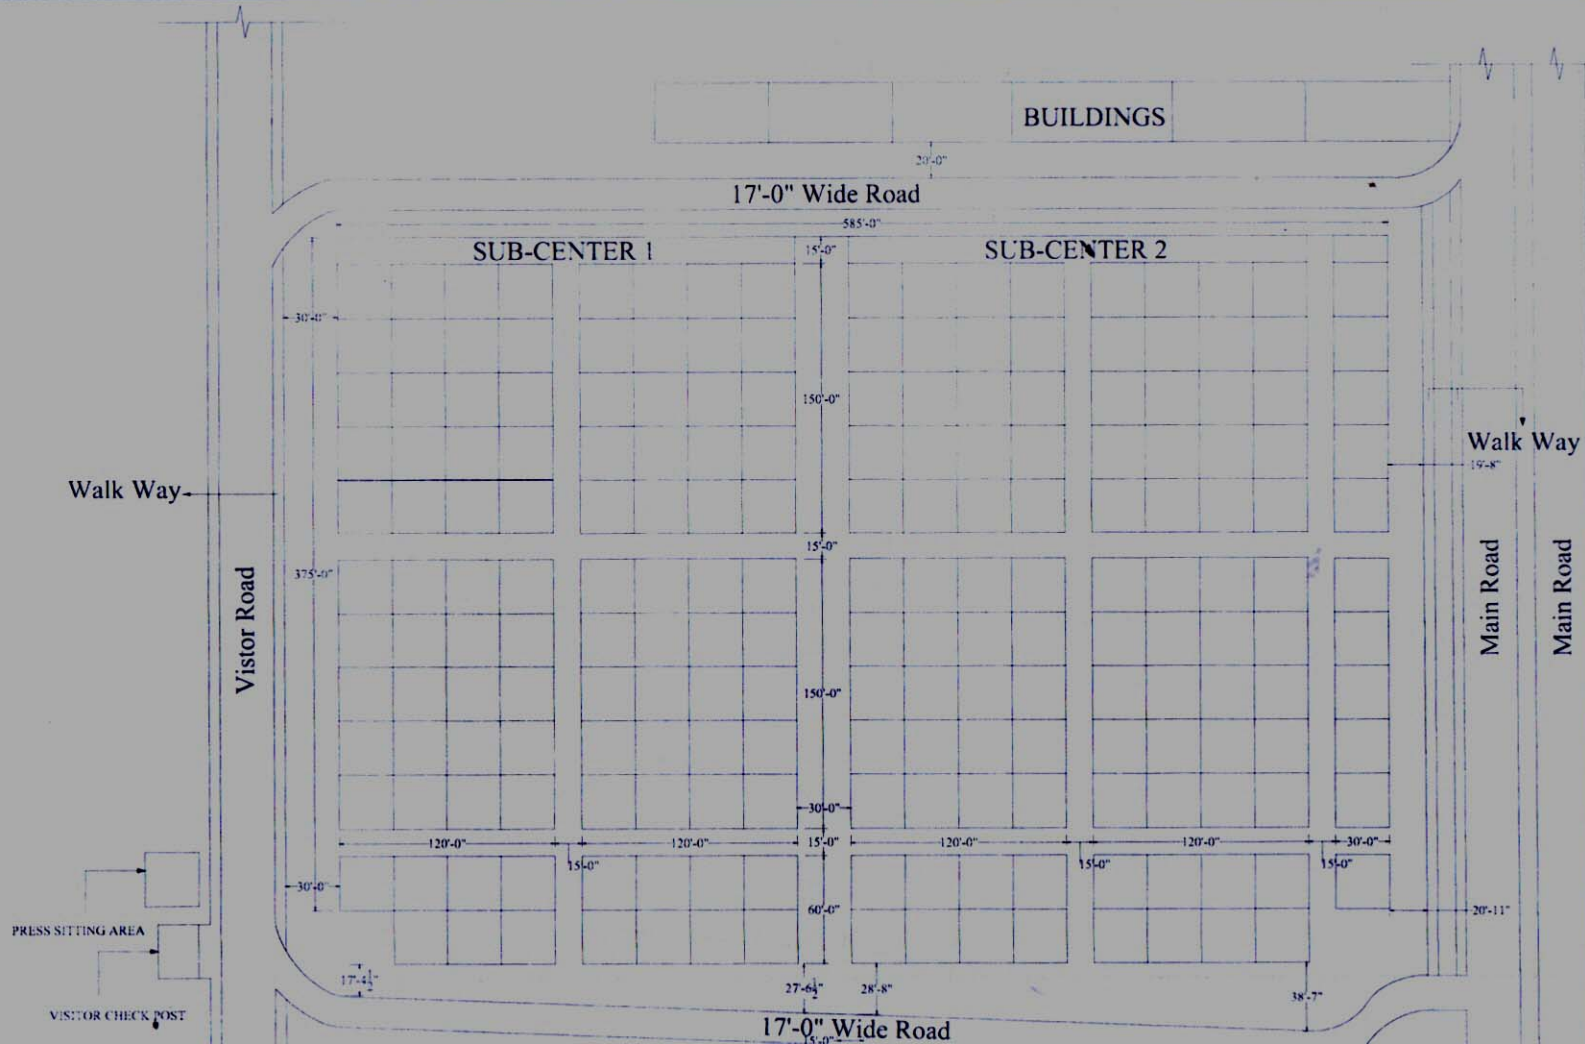 BUILDINGS
20'-0"
17'-0" Wide Road
585'-0"
SUB-CENTER 1
15'-0"
SUB-CENTER 2
30'-0"
150'-0"
Walk Way
19'-8"
Walk Way
15'-0"
375'-0"
Vistor Road
Main Road
Main Road
150'-0"
30'-0"
120'-0"
120'-0"
15'-0"
120'-0"
120'-0"
30'-0"
15'-0"
15'-0"
15'-0"
30'-0"
60'-0"
20'-11"
PRESS SITTING AREA
17'-4½"
27'-6½"
28'-8"
38'-7"
VISITOR CHECK POST
17'-0" Wide Road
15'-0"